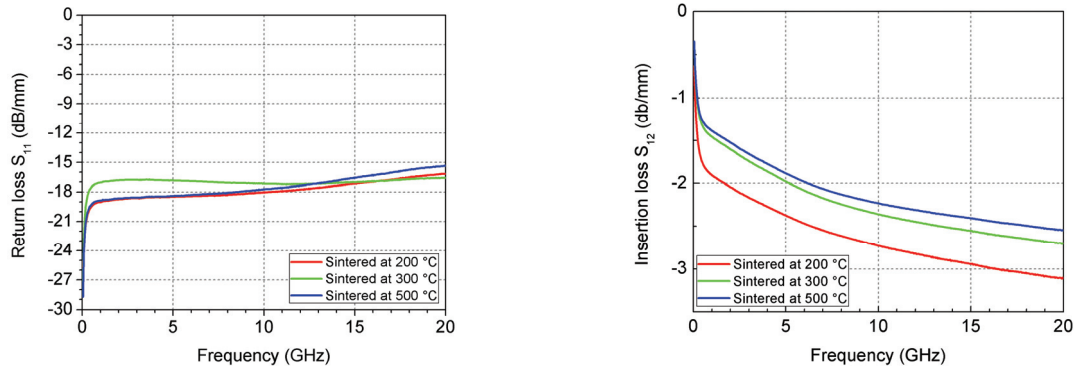 0
-3
-6
-9
-12
-15
-18
-21
-24
-27
-30
Return loss S11 (dB/mm)
Sintered at 200 °C
Sintered at 300 °C
Sintered at 500 °C
0 5 10 15 20
Frequency (GHz)
0
-1
-2
-3
Insertion loss S12 (db/mm)
Sintered at 200 °C
Sintered at 300 °C
Sintered at 500 °C
0 5 10 15 20
Frequency (GHz)